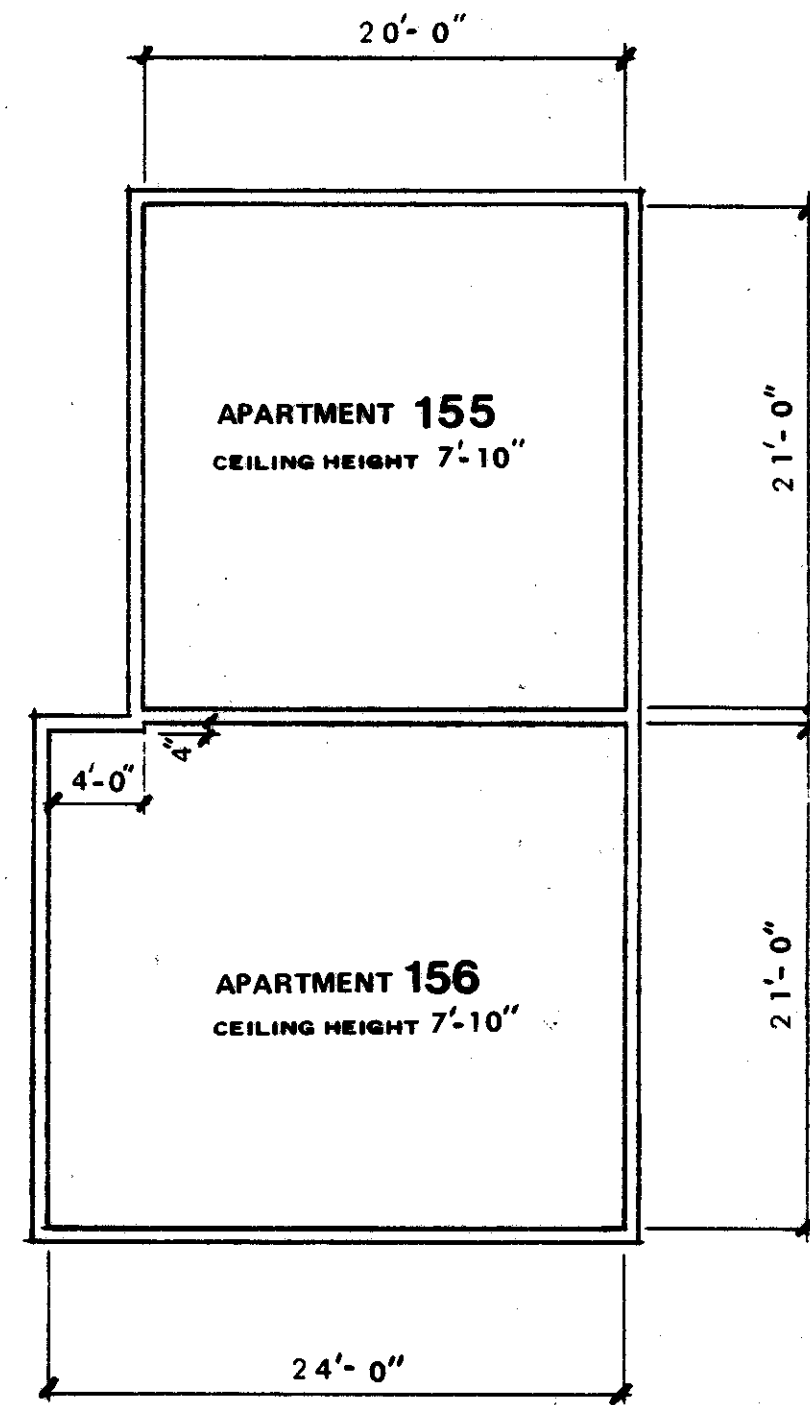 20'-0"
APARTMENT 155
CEILING HEIGHT 7'-10"
21'-0"
4"
4'-0"
APARTMENT 156
CEILING HEIGHT 7'-10"
21'-0"
24'-0"